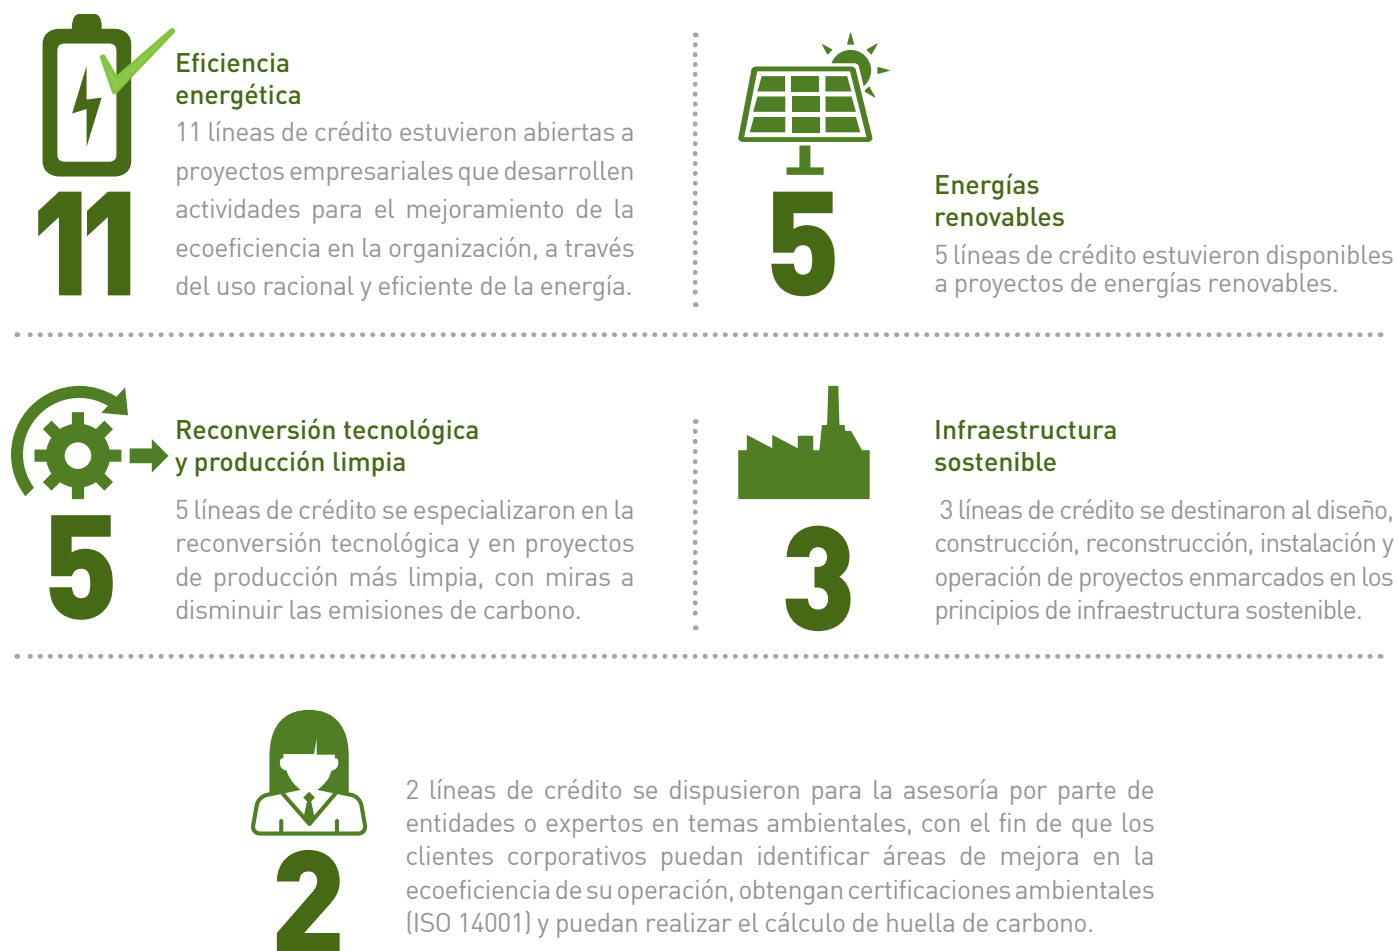 Eficiencia
energética
11 líneas de crédito estuvieron abiertas a
proyectos empresariales que desarrollen
actividades para el mejoramiento de la
ecoeficiencia en la organización, a través
del uso racional y eficiente de la energía.
11
Energías
renovables
5 líneas de crédito estuvieron disponibles
a proyectos de energías renovables.
5
Reconversión tecnológica
y producción limpia
5 líneas de crédito se especializaron en la
reconversión tecnológica y en proyectos
de producción más limpia, con miras a
disminuir las emisiones de carbono.
5
Infraestructura
sostenible
3 líneas de crédito se destinaron al diseño,
construcción, reconstrucción, instalación y
operación de proyectos enmarcados en los
principios de infraestructura sostenible.
3
2 líneas de crédito se dispusieron para la asesoría por parte de
entidades o expertos en temas ambientales, con el fin de que los
clientes corporativos puedan identificar áreas de mejora en la
ecoeficiencia de su operación, obtengan certificaciones ambientales
(ISO 14001) y puedan realizar el cálculo de huella de carbono.
2